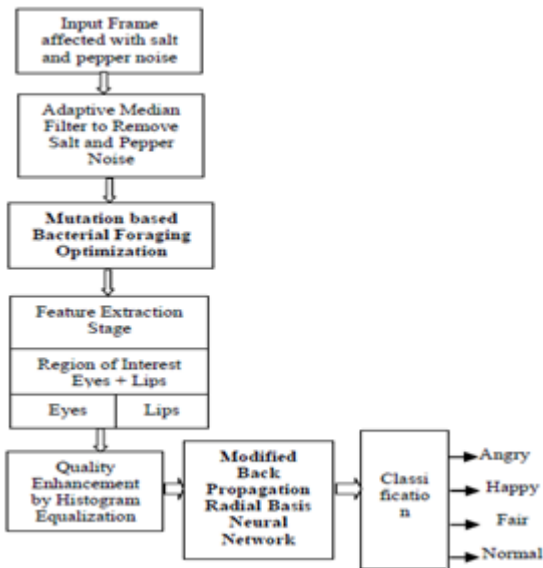 Input Frame
affected with salt
and pepper noise
Adaptive Median
Filter to Remove
Salt and Pepper
Noise
Mutation based
Bacterial Foraging
Optimization
Feature Extraction
Stage
Region of Interest
Eyes + Lips
Eyes
Lips
Quality
Enhancement
by Histogram
Equalization
Modified
Back
Propagation
Radial Basis
Neural
Network
Classi
ficatio
n
Angry
Happy
Fair
Normal